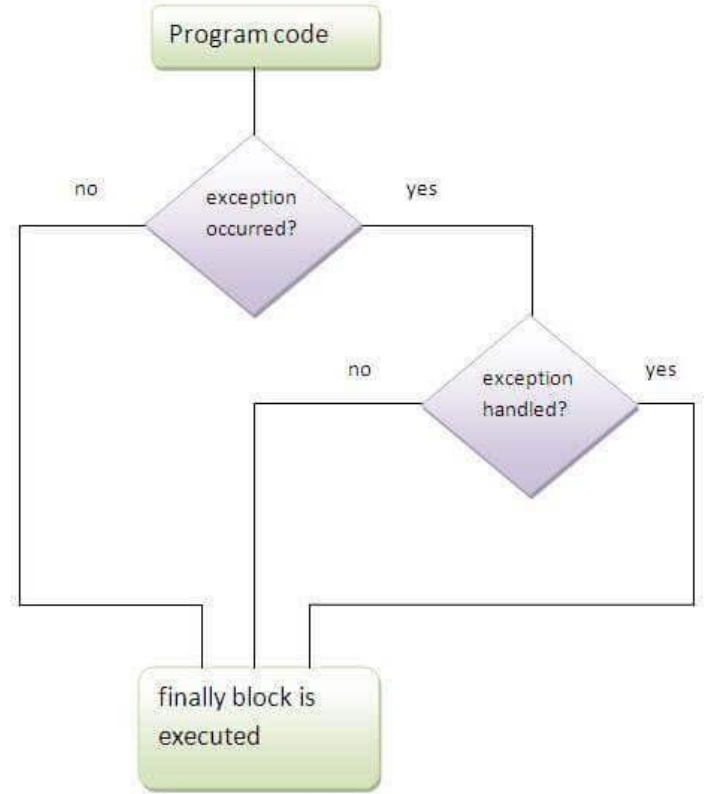 Program code
no
yes
exception
occurred?
no
yes
exception
handled?
finally block is
executed